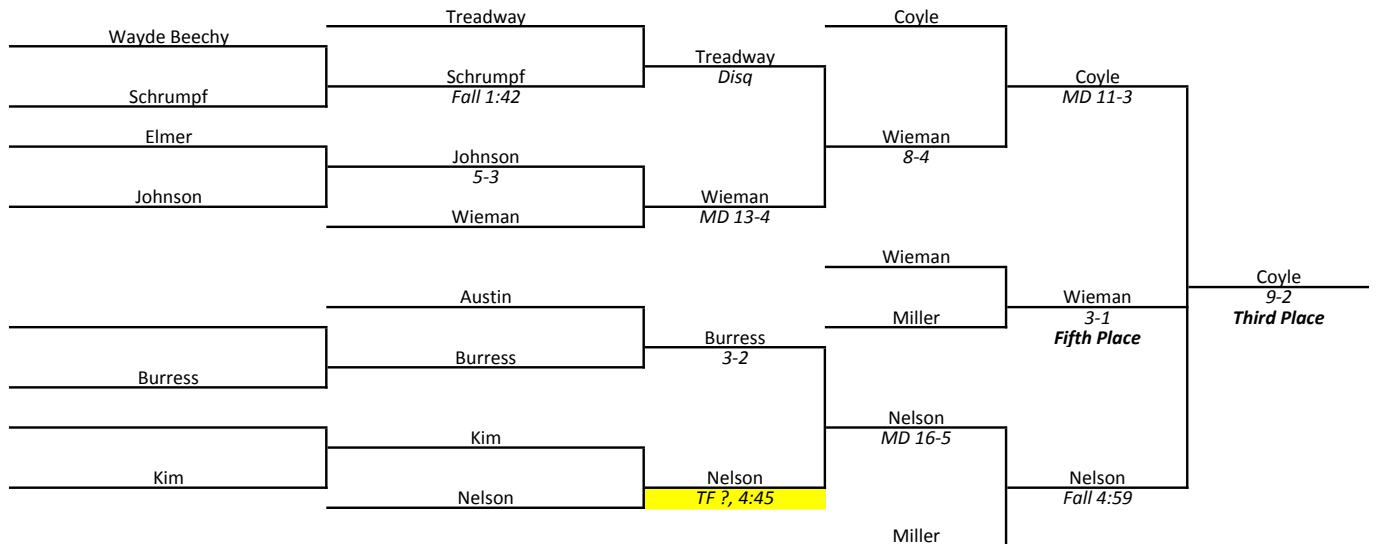 Treadway
Coyle
Wayde Beechy
Treadway
Disq
Schrumpf
Fall 1:42
Coyle
MD 11-3
Schrumpf
Elmer
Wieman
8-4
Johnson
5-3
Johnson
Wieman
MD 13-4
Wieman
Wieman
Coyle
9-2
Third Place
Austin
Wieman
3-1
Fifth Place
Miller
Burress
3-2
Burress
Burress
Nelson
MD 16-5
Kim
Kim
Nelson
TF ?, 4:45
Nelson
Fall 4:59
Nelson
Miller